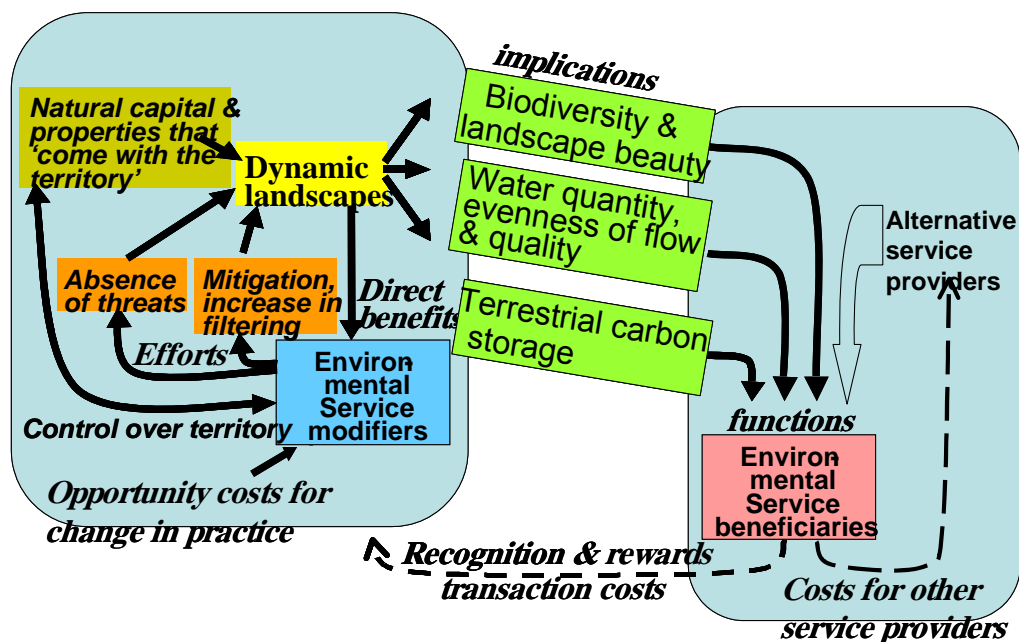 implications
Natural capital &
properties that
‘come with the
territory’
Dynamic
landscapes
Biodiversity &
landscape beauty
Water quantity,
evenness of flow
& quality
Terrestrial carbon
storage
Absence
of threats
Mitigation,
increase in
filtering
Direct
benefits
Efforts
Environ-
mental
Service
modifiers
Control over territory
Opportunity costs for
change in practice
Alternative
service
providers
functions
Environ-
mental
Service
beneficiaries
Recognition & rewards
transaction costs
Costs for other
service providers